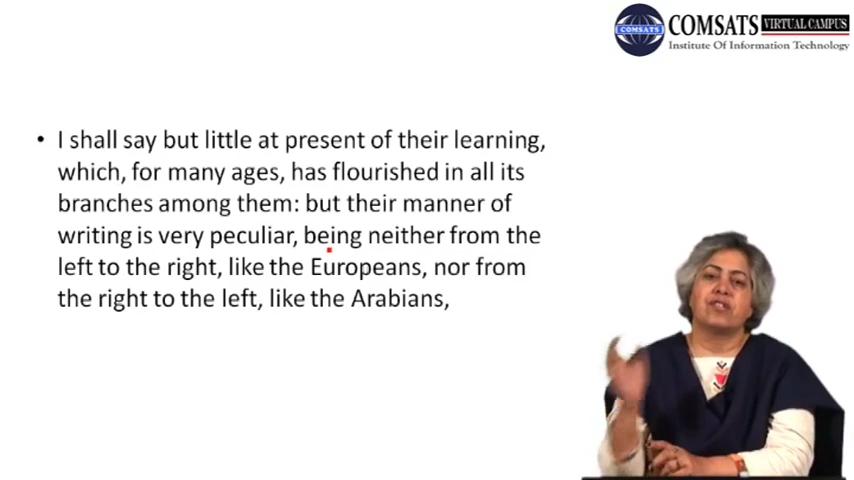 COMSATS VIRTUAL CAMPUS
COMSATS
Institute Of Information Technology
• I shall say but little at present of their learning,
which, for many ages, has flourished in all its
branches among them: but their manner of
writing is very peculiar, being neither from the
left to the right, like the Europeans, nor from
the right to the left, like the Arabians,